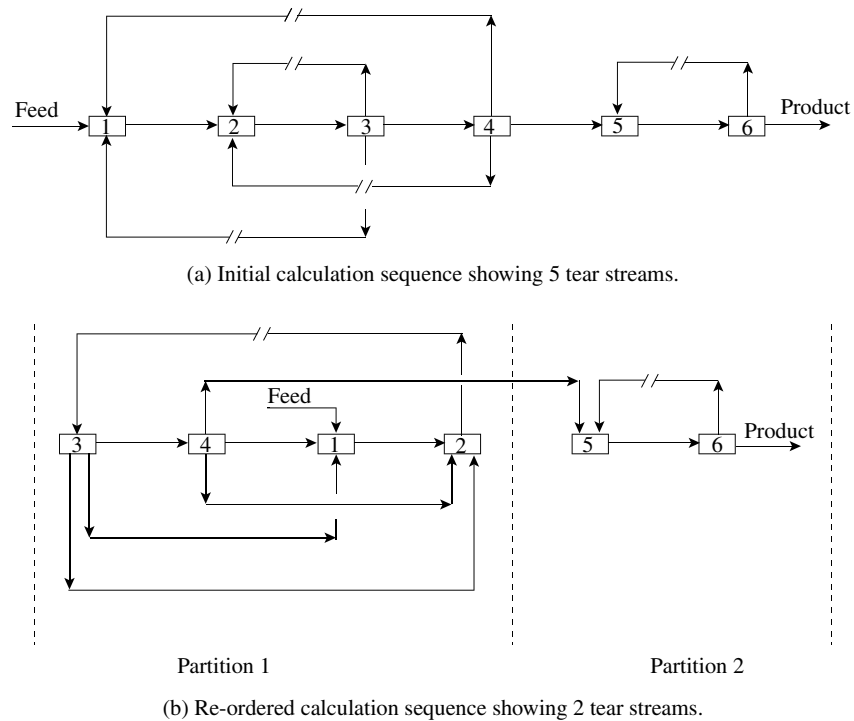 Feed
1
2
3
4
5
6
Product
(a) Initial calculation sequence showing 5 tear streams.
Feed
3
4
1
2
5
6
Product
Partition 1
Partition 2
(b) Re-ordered calculation sequence showing 2 tear streams.